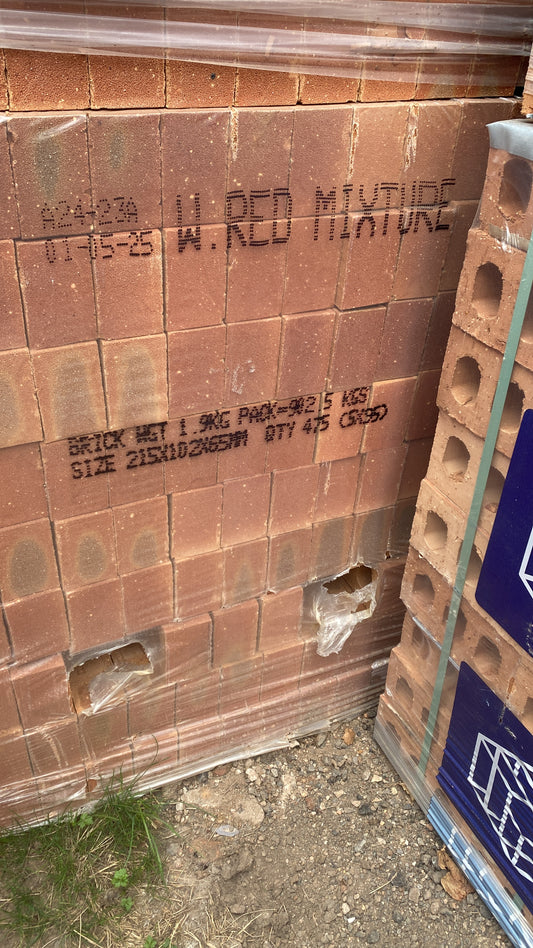 A24-23A
01-05-25
W.RED MIXTURE
BRICK WGT 1.9KG PACK=902.5 KGS
SIZE 215X102X65MM QTY 475 (5X95)